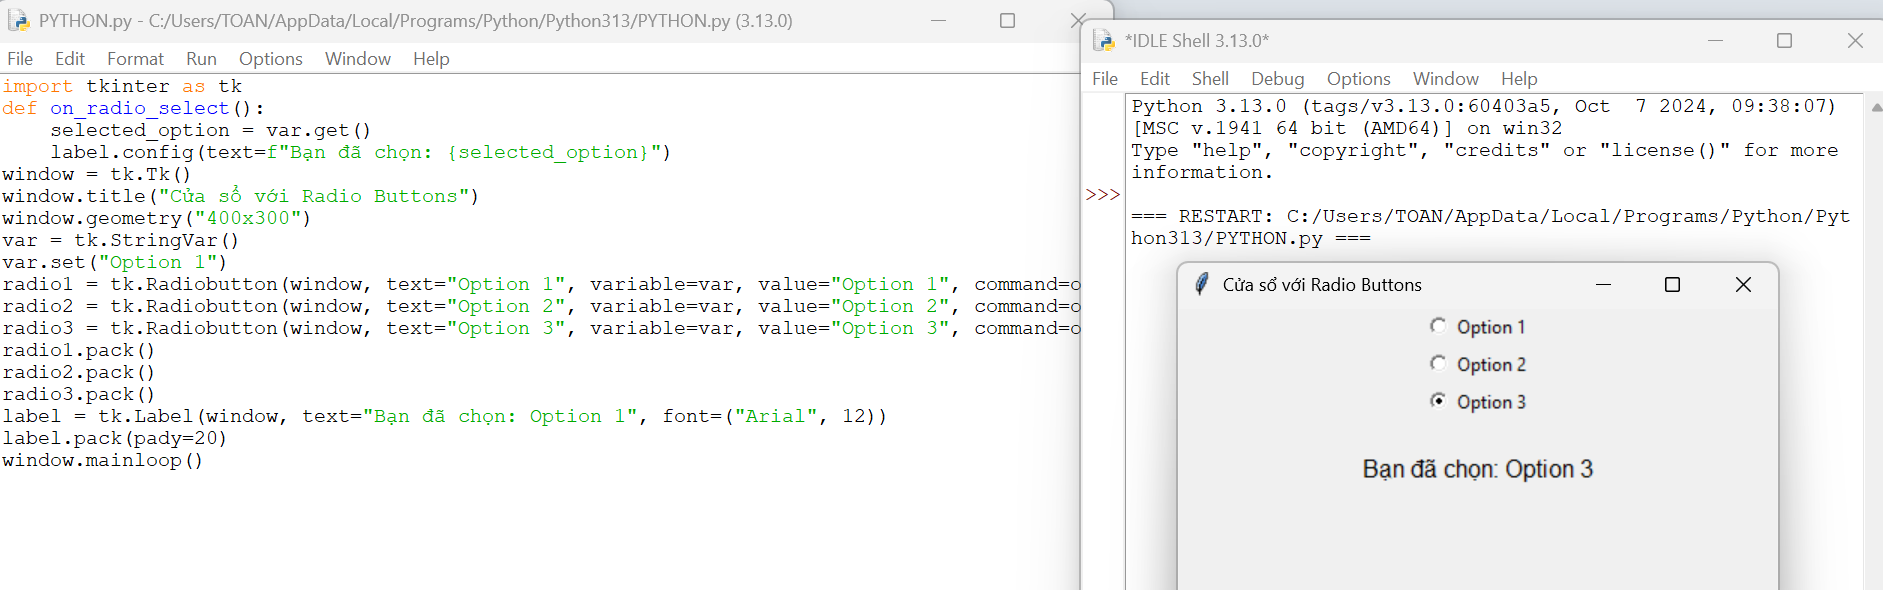 PYTHON.py - C:/Users/TOAN/AppData/Local/Programs/Python/Python313/PYTHON.py (3.13.0)
File Edit Format Run Options Window Help
import tkinter as tk
def on_radio_select():
    selected_option = var.get()
    label.config(text=f"Bạn đã chọn: {selected_option}")
window = tk.Tk()
window.title("Cửa sổ với Radio Buttons")
window.geometry("400x300")
var = tk.StringVar()
var.set("Option 1")
radio1 = tk.Radiobutton(window, text="Option 1", variable=var, value="Option 1", command=o
radio2 = tk.Radiobutton(window, text="Option 2", variable=var, value="Option 2", command=o
radio3 = tk.Radiobutton(window, text="Option 3", variable=var, value="Option 3", command=o
radio1.pack()
radio2.pack()
radio3.pack()
label = tk.Label(window, text="Bạn đã chọn: Option 1", font=("Arial", 12))
label.pack(pady=20)
window.mainloop()
*IDLE Shell 3.13.0*
File Edit Shell Debug Options Window Help
Python 3.13.0 (tags/v3.13.0:60403a5, Oct  7 2024, 09:38:07)
[MSC v.1941 64 bit (AMD64)] on win32
Type "help", "copyright", "credits" or "license()" for more
information.
>>>
=== RESTART: C:/Users/TOAN/AppData/Local/Programs/Python/Pyt
hon313/PYTHON.py ===
Cửa sổ với Radio Buttons
Option 1
Option 2
Option 3
Bạn đã chọn: Option 3